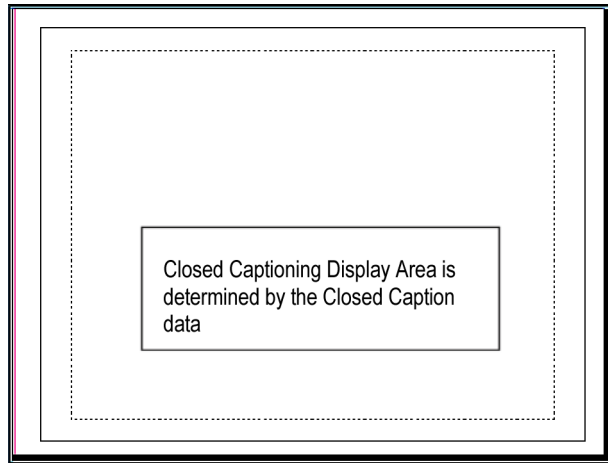 Closed Captioning Display Area is
determined by the Closed Caption
data